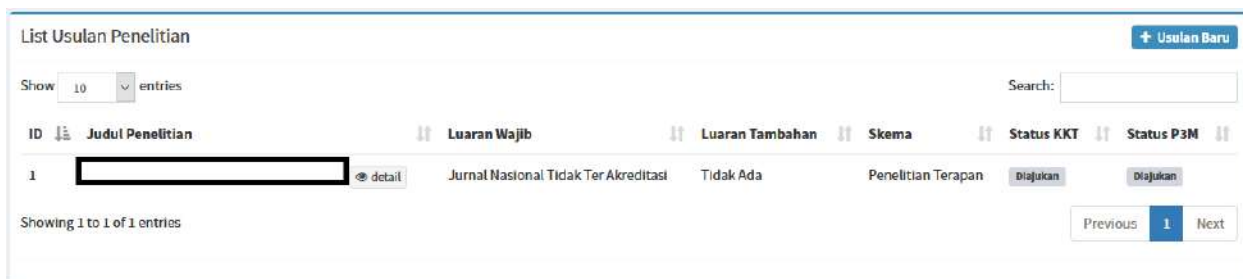 List Usulan Penelitian
+ Usulan Baru
Show 10 entries
Search:
ID Judul Penelitian Luaran Wajib Luaran Tambahan Skema Status KKT Status P3M
1 detail Jurnal Nasional Tidak Ter Akreditasi Tidak Ada Penelitian Terapan Diajukan Diajukan
Showing 1 to 1 of 1 entries
Previous 1 Next